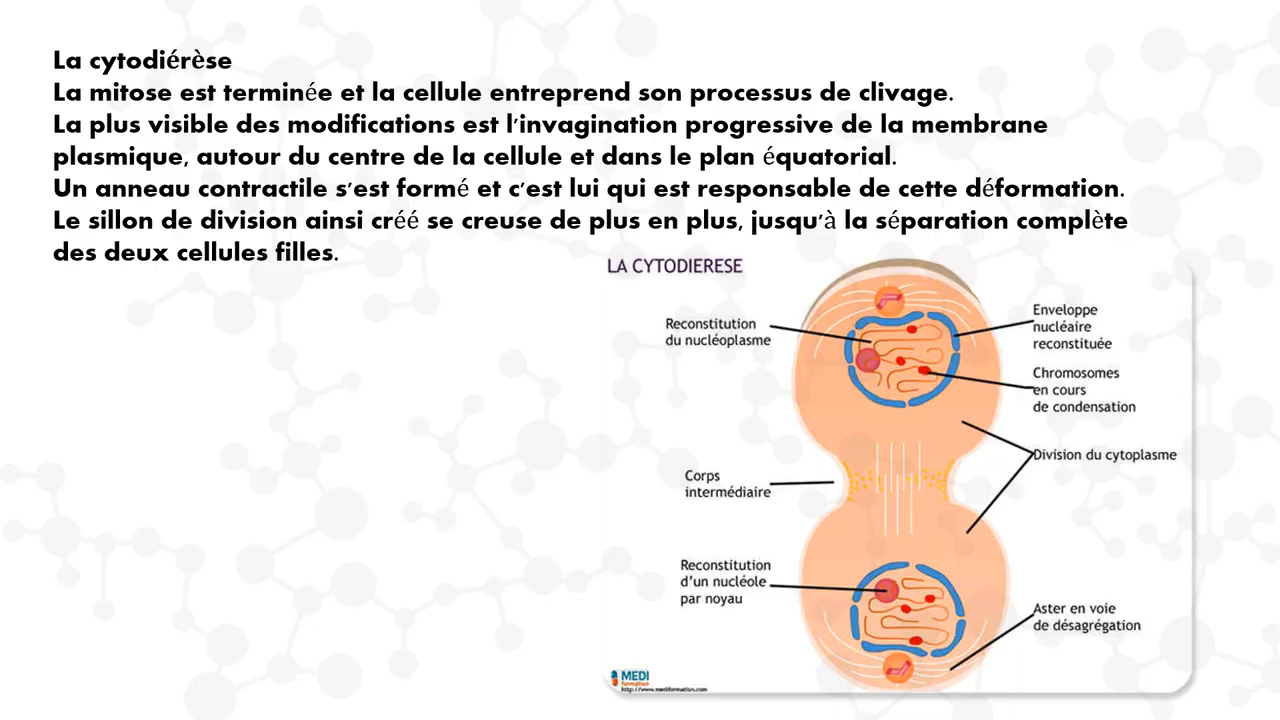 La cytodiérèse
La mitose est terminée et la cellule entreprend son processus de clivage.
La plus visible des modifications est l'invagination progressive de la membrane
plasmique, autour du centre de la cellule et dans le plan équatorial.
Un anneau contractile s'est formé et c'est lui qui est responsable de cette déformation.
Le sillon de division ainsi créé se creuse de plus en plus, jusqu'à la séparation complète
des deux cellules filles.
LA CYTODIERESE
Reconstitution
du nucléoplasme
Enveloppe
nucléaire
reconstituée
Chromosomes
en cours
de condensation
Division du cytoplasme
Corps
intermédiaire
Reconstitution
d'un nucléole
par noyau
Aster en voie
de désagrégation
MEDI
formation
http://www.mediformation.com